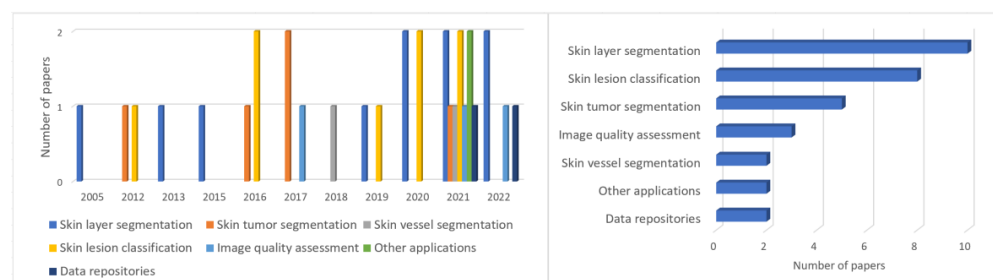 Number of papers
2
1
0
2005 2012 2013 2015 2016 2017 2018 2019 2020 2021 2022
Skin layer segmentation Skin tumor segmentation Skin vessel segmentation
Skin lesion classification Image quality assessment Other applications
Data repositories
Skin layer segmentation
Skin lesion classification
Skin tumor segmentation
Image quality assessment
Skin vessel segmentation
Other applications
Data repositories
0 2 4 6 8 10
Number of papers